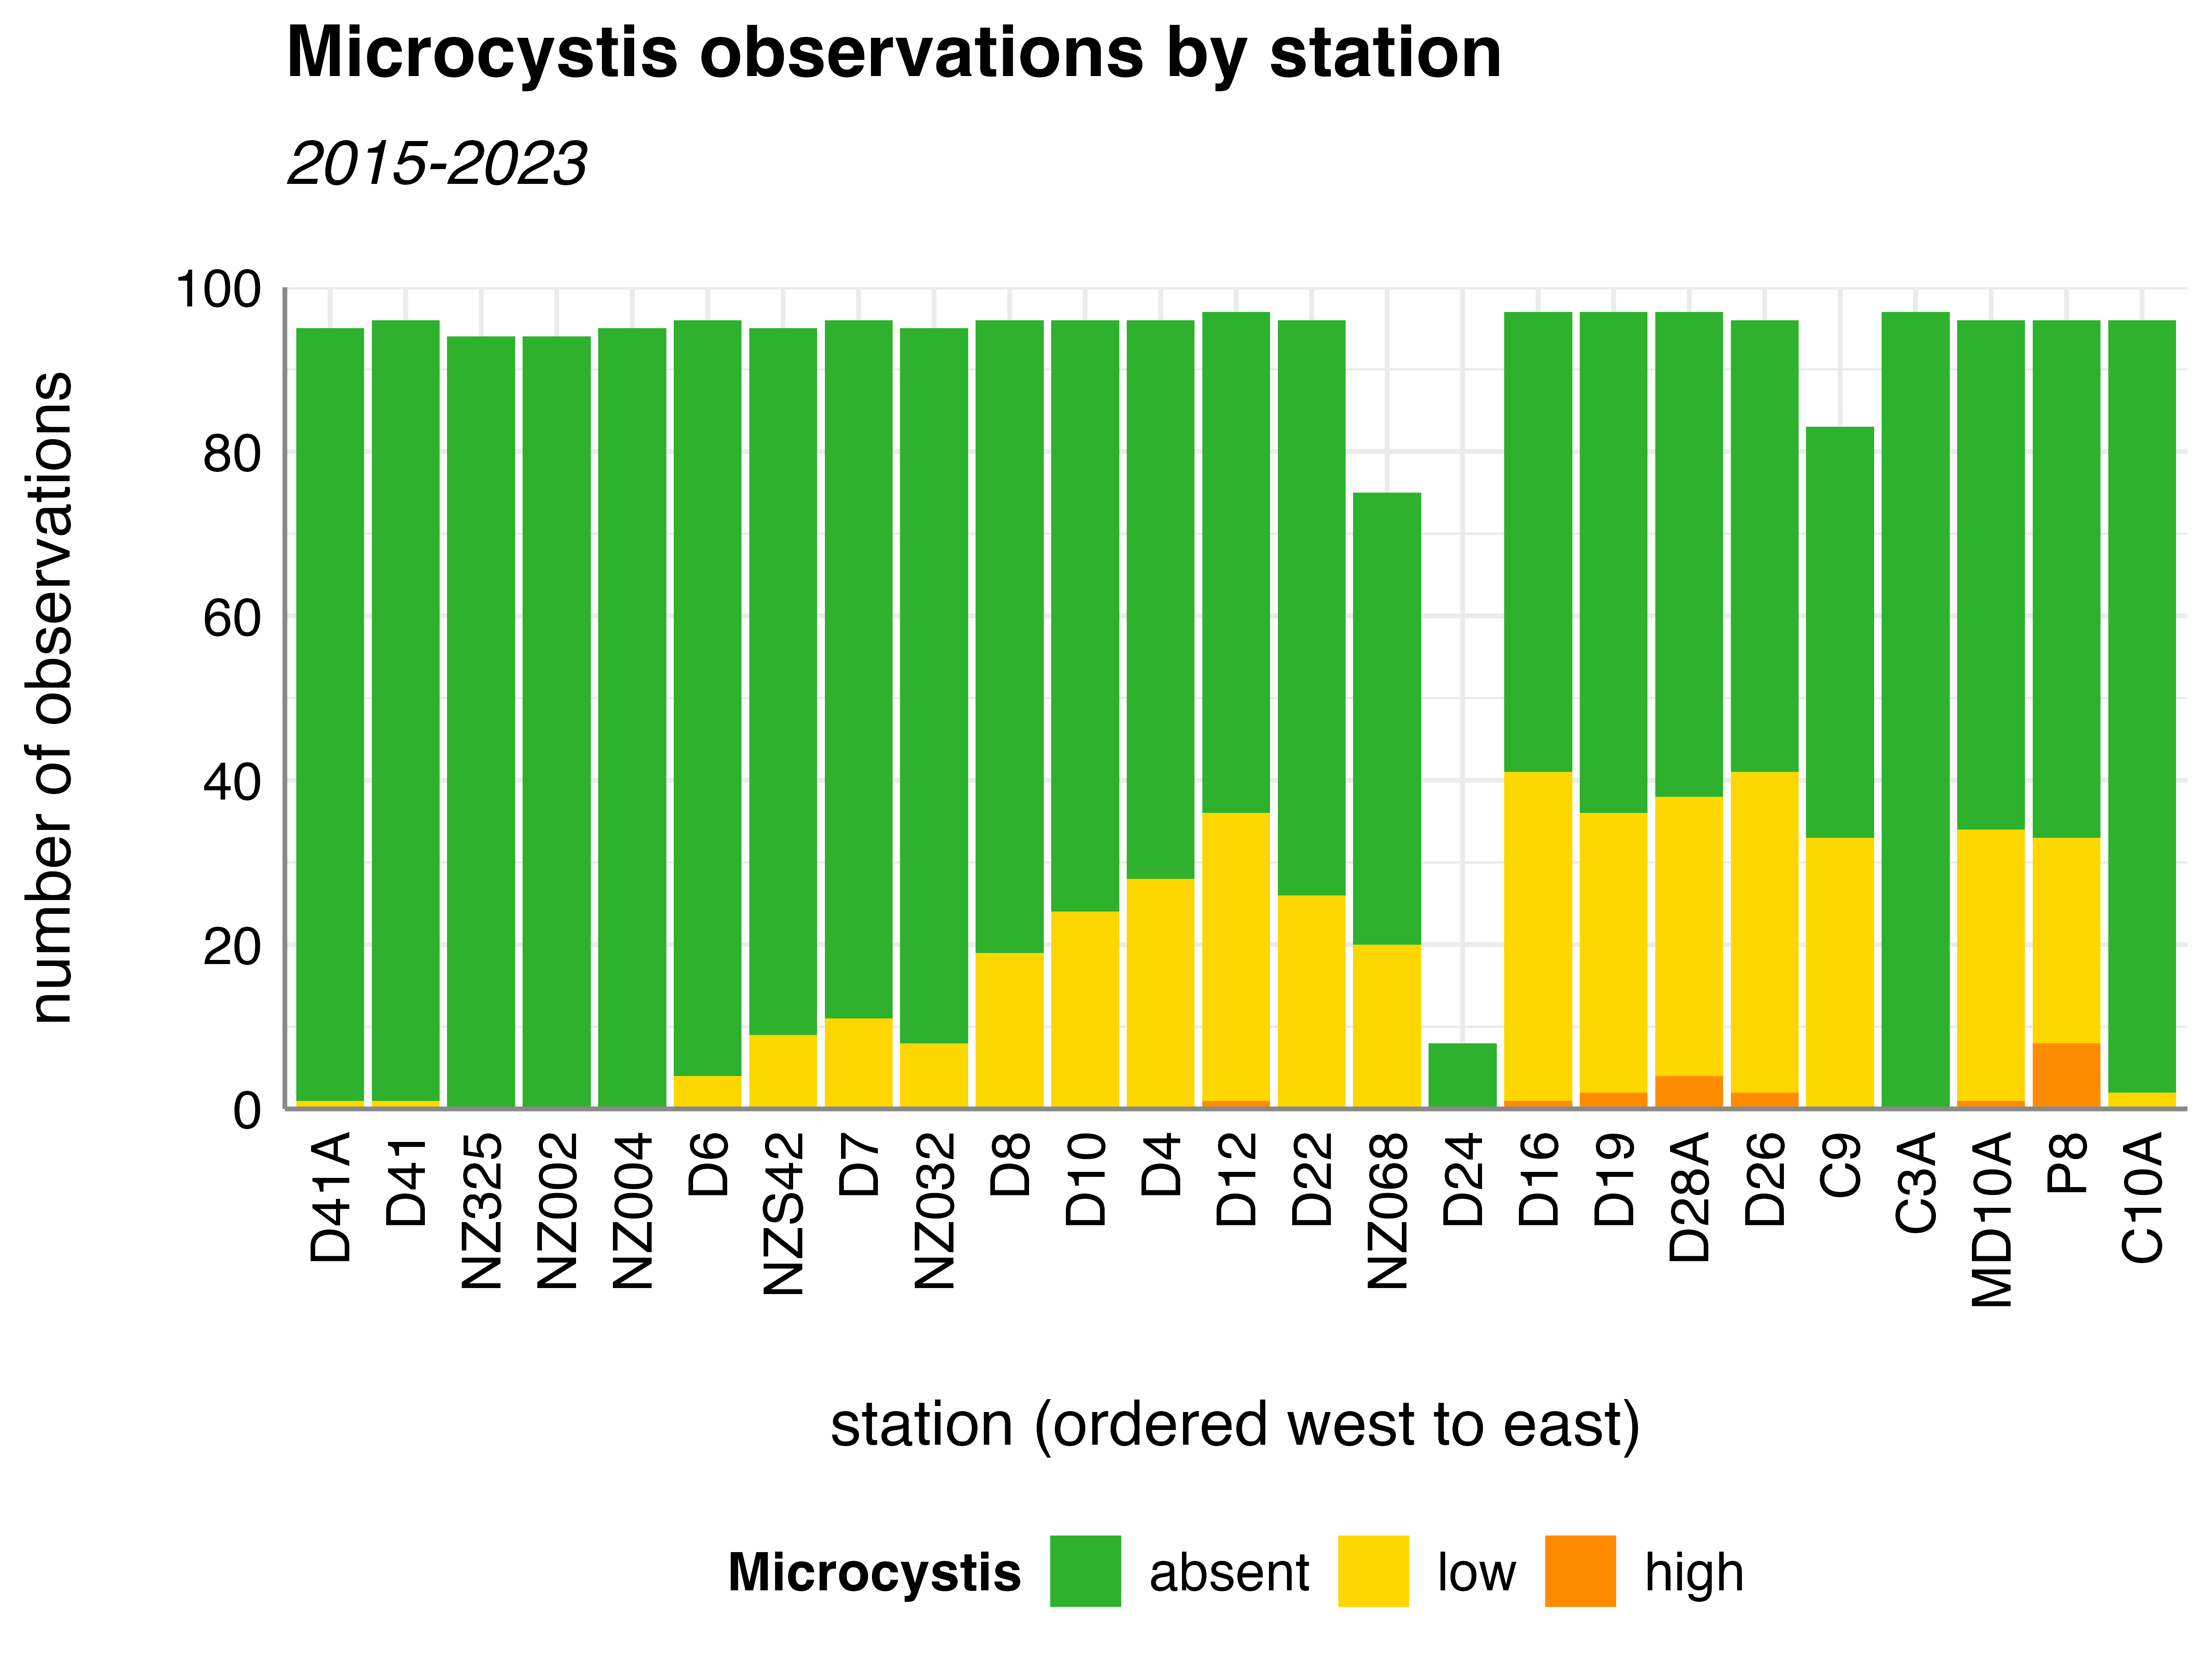 Microcystis observations by station
2015-2023
number of observations
100
80
60
40
20
0
D41A
D41
NZ325
NZ002
NZ004
D6
NZS42
D7
NZ032
D8
D10
D4
D12
D22
NZ068
D24
D16
D19
D28A
D26
C9
C3A
MD10A
P8
C10A
station (ordered west to east)
Microcystis absent low high